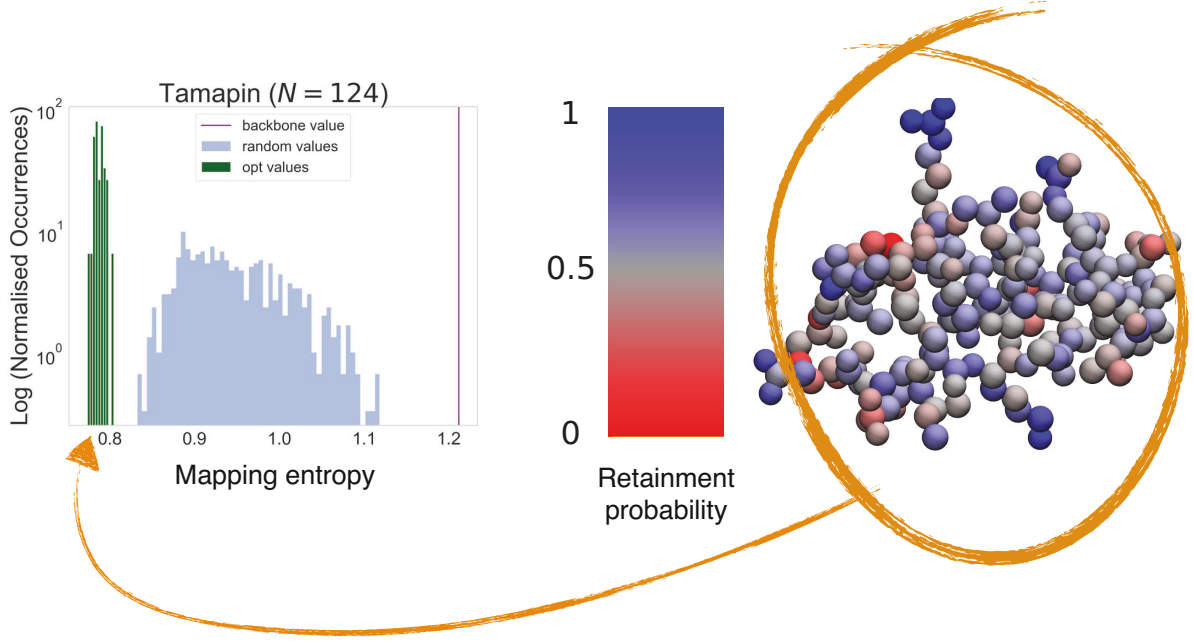 Tamapin (N = 124)
Log (Normalised Occurrences)
10²
10¹
10⁰
backbone value
random values
opt values
0.8 0.9 1.0 1.1 1.2
Mapping entropy
1
0.5
0
Retainment
probability